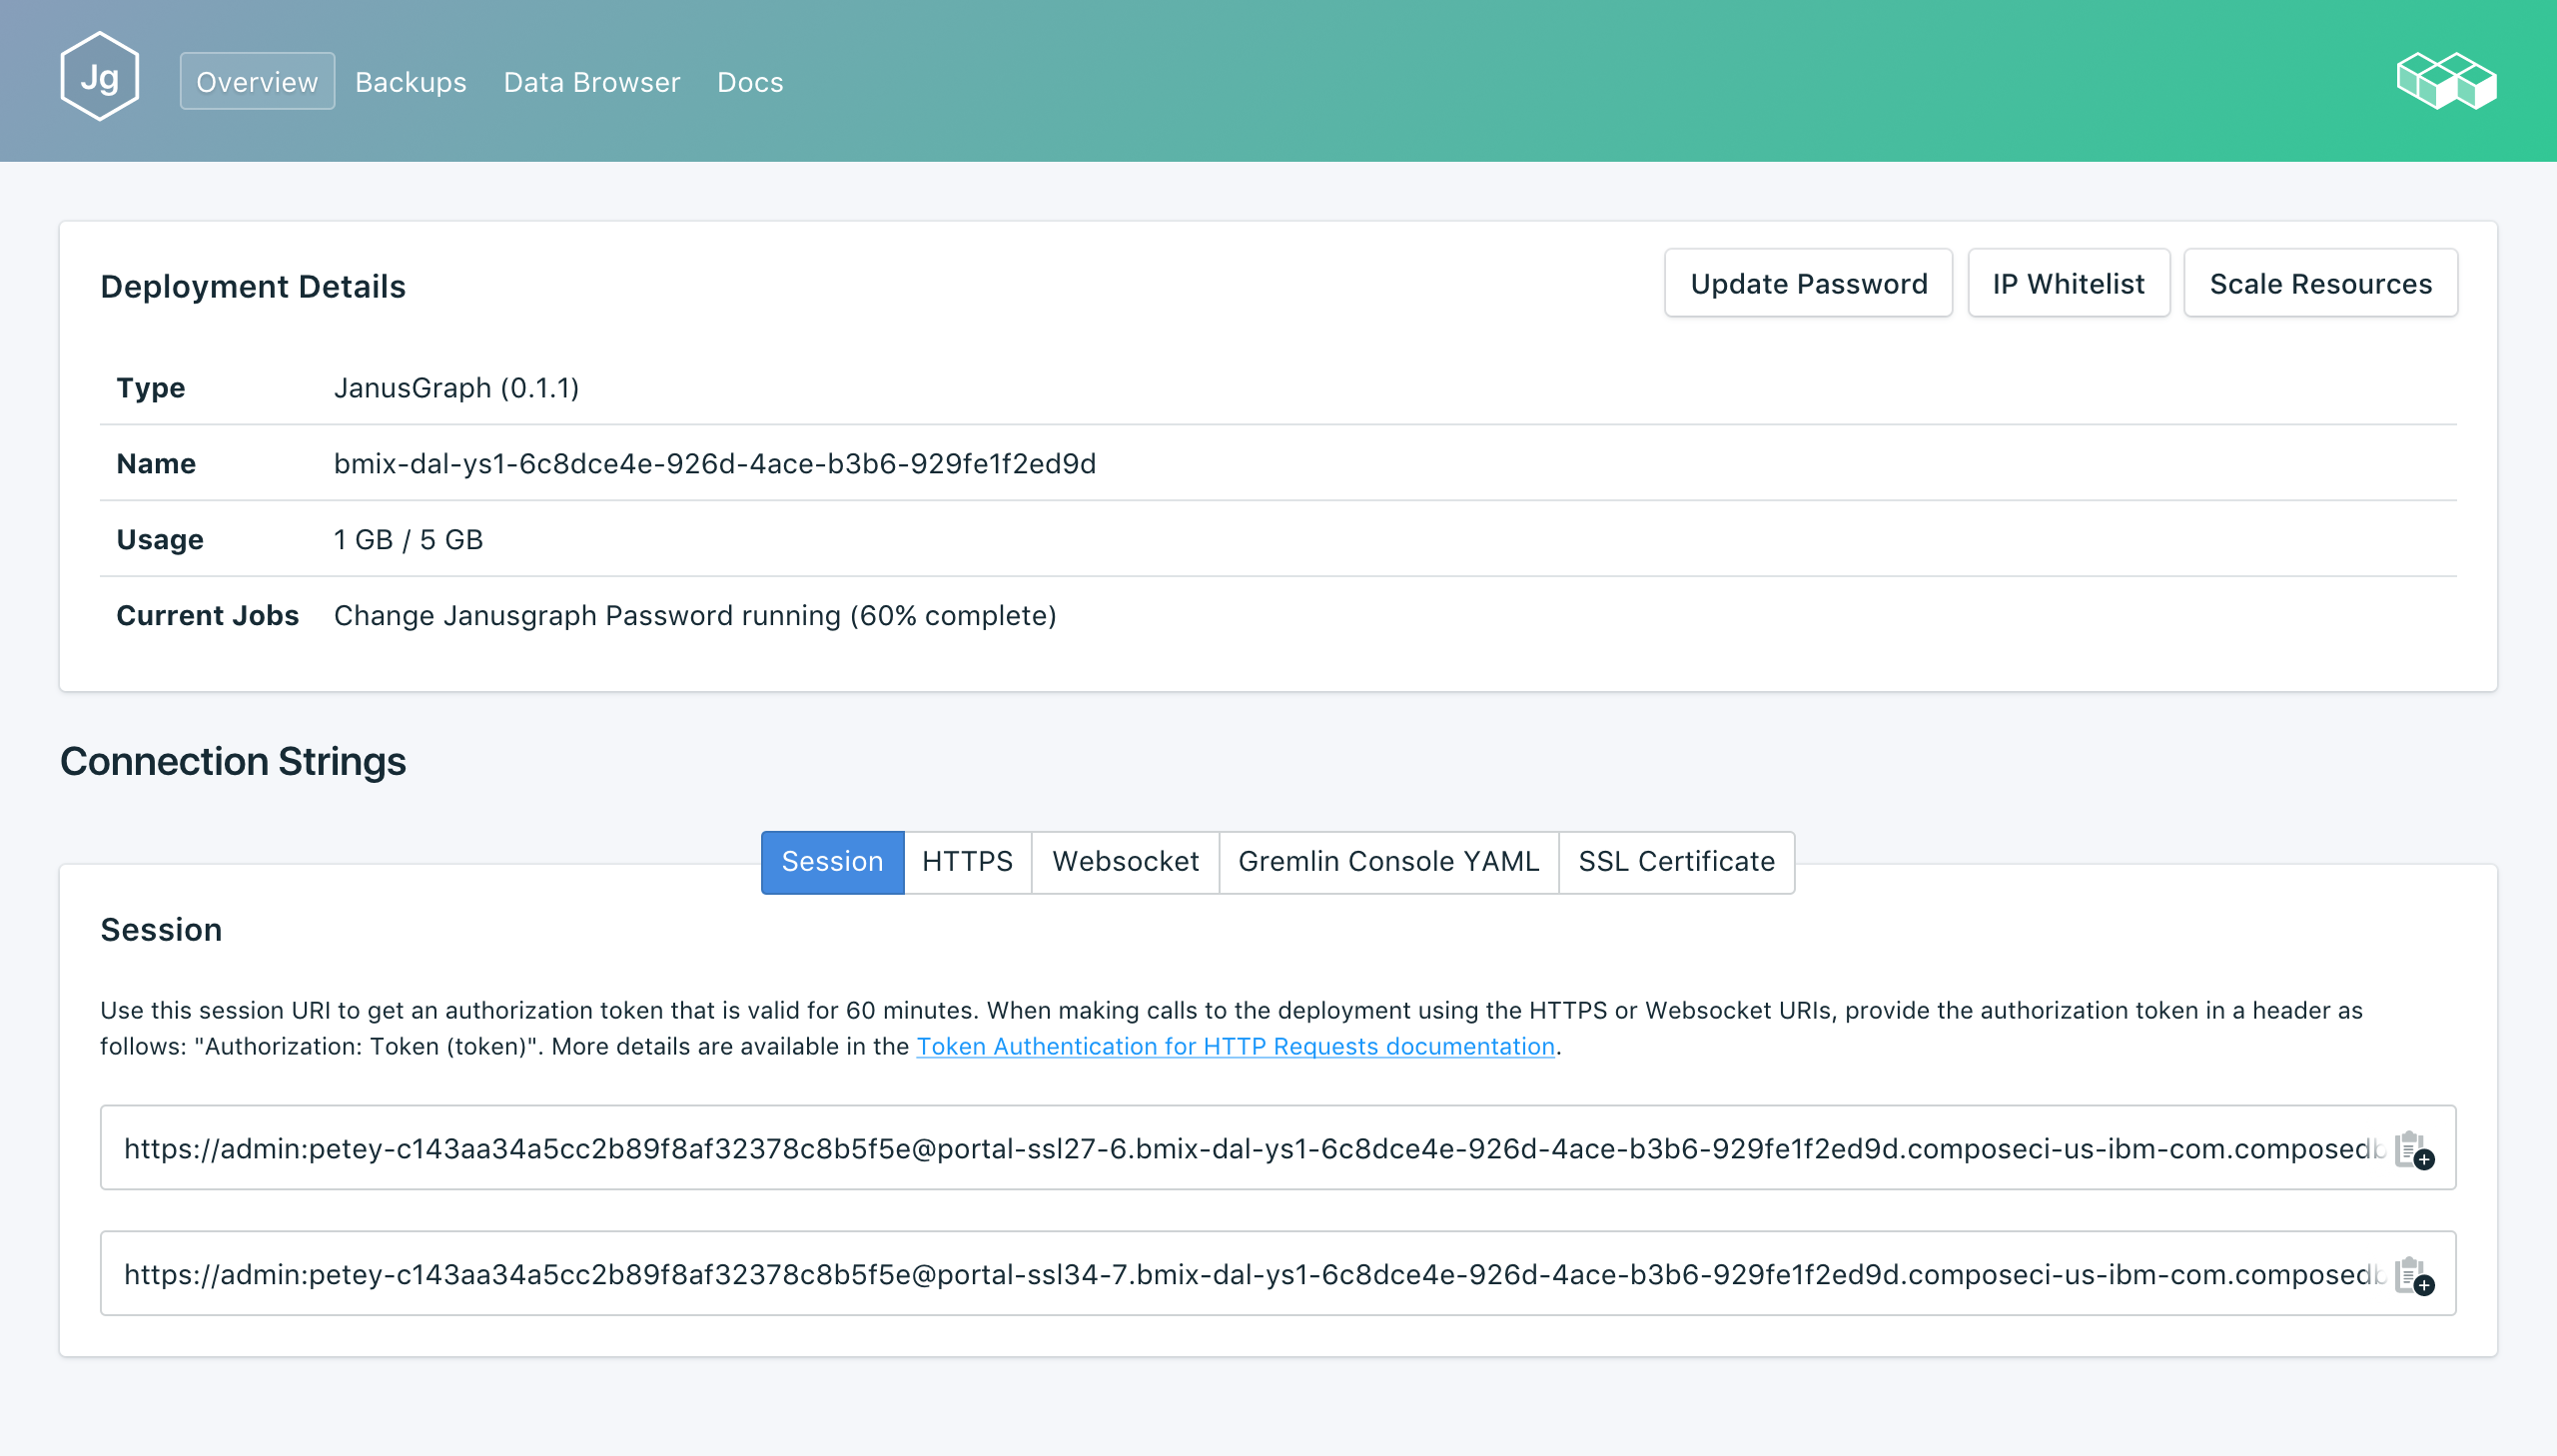 Jg
Overview Backups Data Browser Docs
Deployment Details Update Password IP Whitelist Scale Resources
Type JanusGraph (0.1.1)
Name bmix-dal-ys1-6c8dce4e-926d-4ace-b3b6-929fe1f2ed9d
Usage 1 GB / 5 GB
Current Jobs Change Janusgraph Password running (60% complete)
Connection Strings
Session HTTPS Websocket Gremlin Console YAML SSL Certificate
Session
Use this session URI to get an authorization token that is valid for 60 minutes. When making calls to the deployment using the HTTPS or Websocket URIs, provide the authorization token in a header as
follows: "Authorization: Token (token)". More details are available in the Token Authentication for HTTP Requests documentation.
https://admin:petey-c143aa34a5cc2b89f8af32378c8b5f5e@portal-ssl27-6.bmix-dal-ys1-6c8dce4e-926d-4ace-b3b6-929fe1f2ed9d.composeci-us-ibm-com.composedb
https://admin:petey-c143aa34a5cc2b89f8af32378c8b5f5e@portal-ssl34-7.bmix-dal-ys1-6c8dce4e-926d-4ace-b3b6-929fe1f2ed9d.composeci-us-ibm-com.composedb